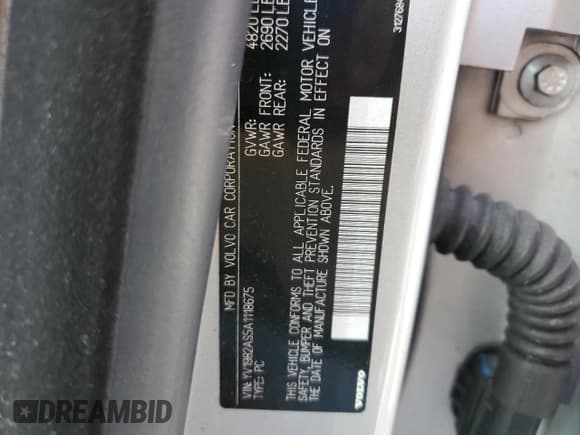 MFD BY VOLVO CAR CORPORATION
GVWR: 4820 LB
GAWR FRONT: 2690 LB
GAWR REAR: 2270 LB
THIS VEHICLE CONFORMS TO ALL APPLICABLE FEDERAL MOTOR VEHICLE
SAFETY, BUMPER AND THEFT PREVENTION STANDARDS IN EFFECT ON
THE DATE OF MANUFACTURE SHOWN ABOVE.
VIN: YV1982AS5A1118675
TYPE: PC
VOLVO
DREAMBID